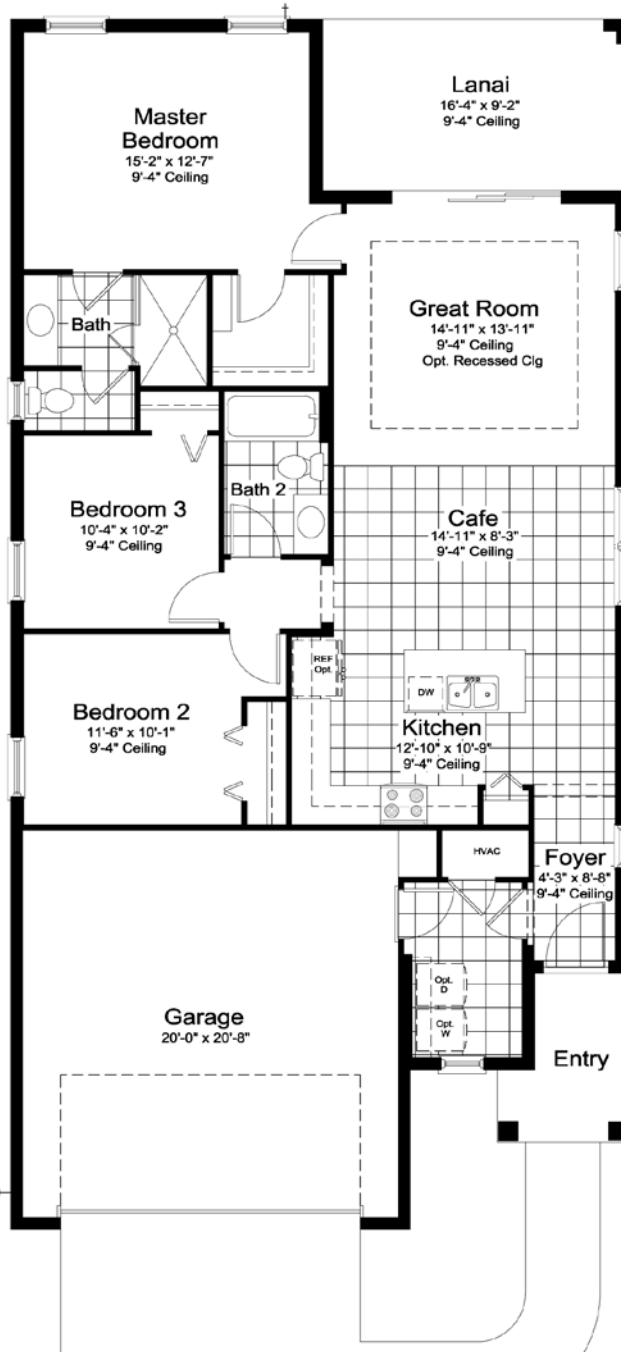 Lanai
16'-4" x 9'-2"
9'-4" Ceiling
Master
Bedroom
15'-2" x 12'-7"
9'-4" Ceiling
Great Room
14'-11" x 13'-11"
9'-4" Ceiling
Opt. Recessed Clg
Bath
Bath 2
Bedroom 3
10'-4" x 10'-2"
9'-4" Ceiling
Cafe
14'-11" x 8'-3"
9'-4" Ceiling
REF
Opt.
DW
Bedroom 2
11'-6" x 10'-1"
9'-4" Ceiling
Kitchen
12'-10" x 10'-9"
9'-4" Ceiling
HVAC
Foyer
4'-3" x 8'-8"
9'-4" Ceiling
Opt.
D
Opt.
W
Garage
20'-0" x 20'-8"
Entry